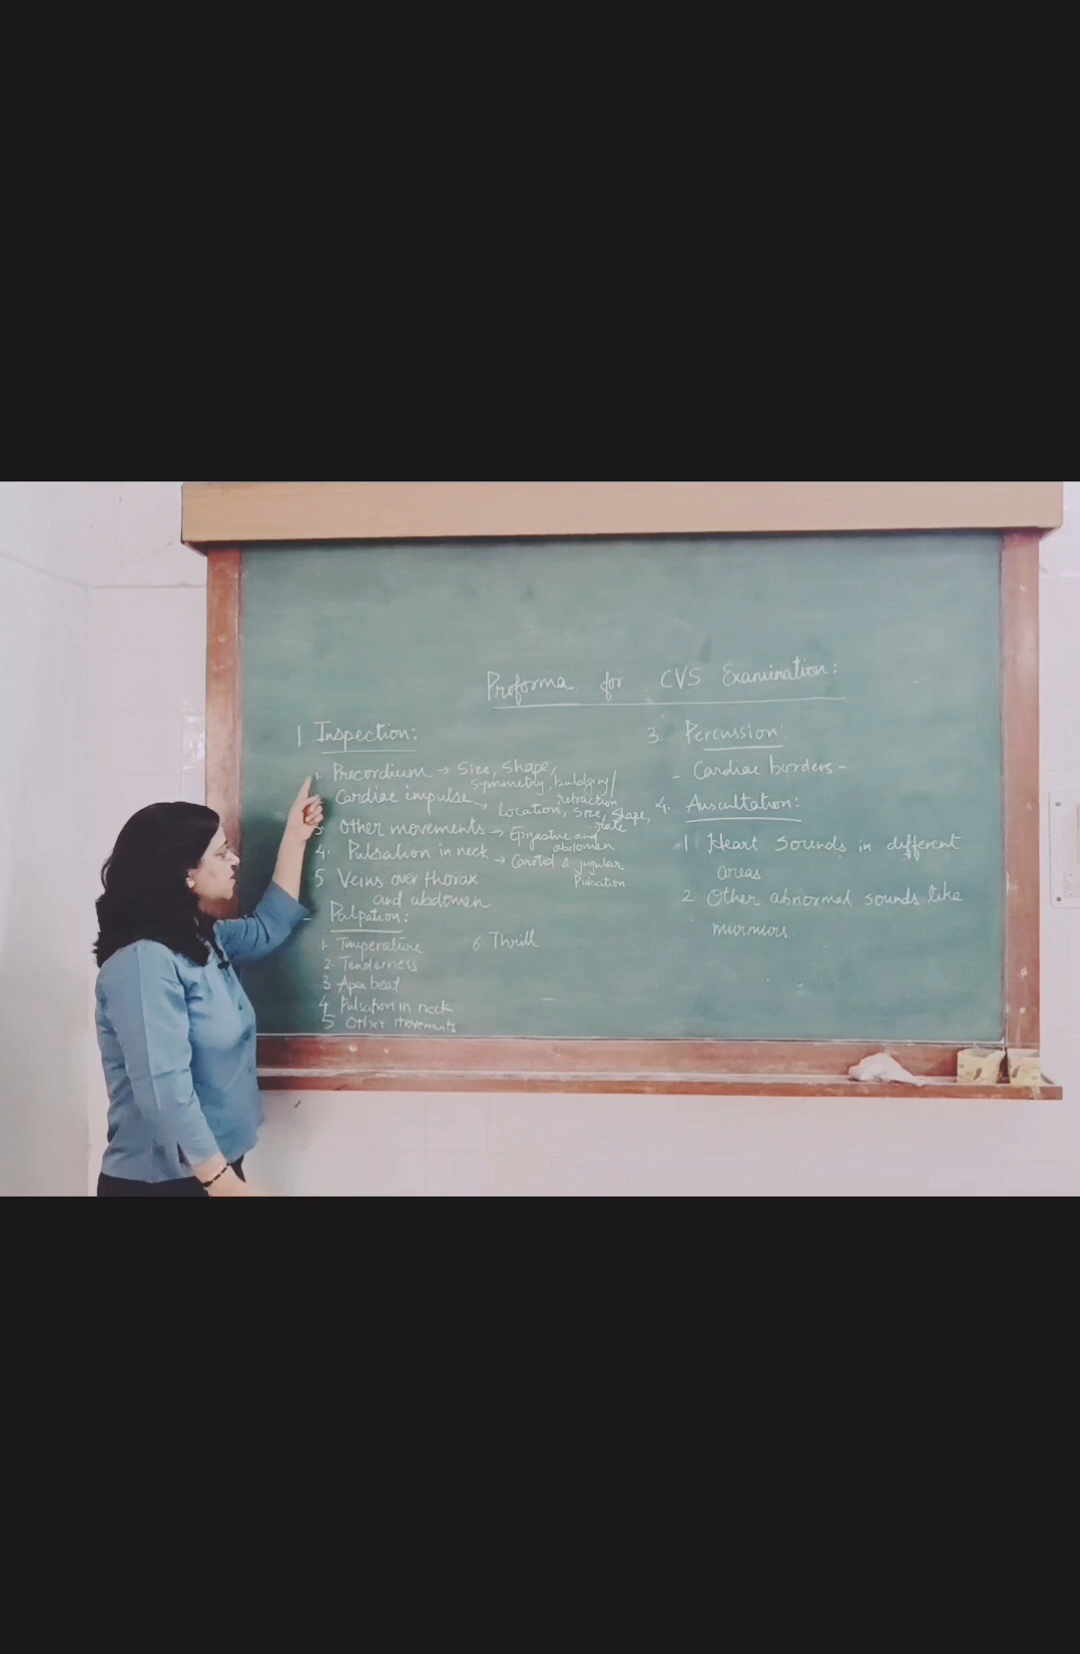 Proforma for CVS Examination:
1 Inspection:
1. Precordium → Size, Shape,
symmetry, buldging/
retraction
Cardiac impulse → Location, Size, Shape,
rate
3 Other movements → Epigestive and
abdomen
4. Pulsation in neck → Carotid & jugular
Pulsation
5 Veins over thorax
and abdomen
Palpation:
1. Temperature
2. Tenderness
3 Apex beat
4 Pulsation in neck
5 Other movements
6 Thrill
3. Percussion:
- Cardiac borders -
4. Auscultation:
1 Heart Sounds in different
areas
2 Other abnormal sounds like
murmurs